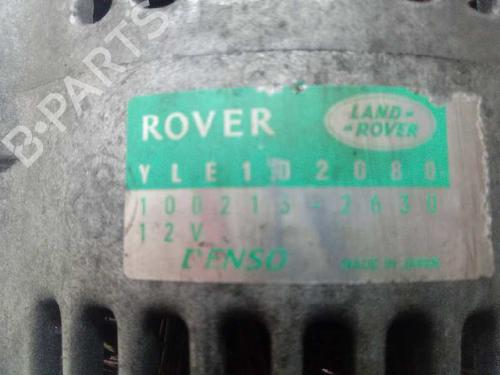 B-PARTS
ROVER
LAND-
-ROVER
YLE102080
100213-2630
12V
DENSO
MADE IN JAPAN